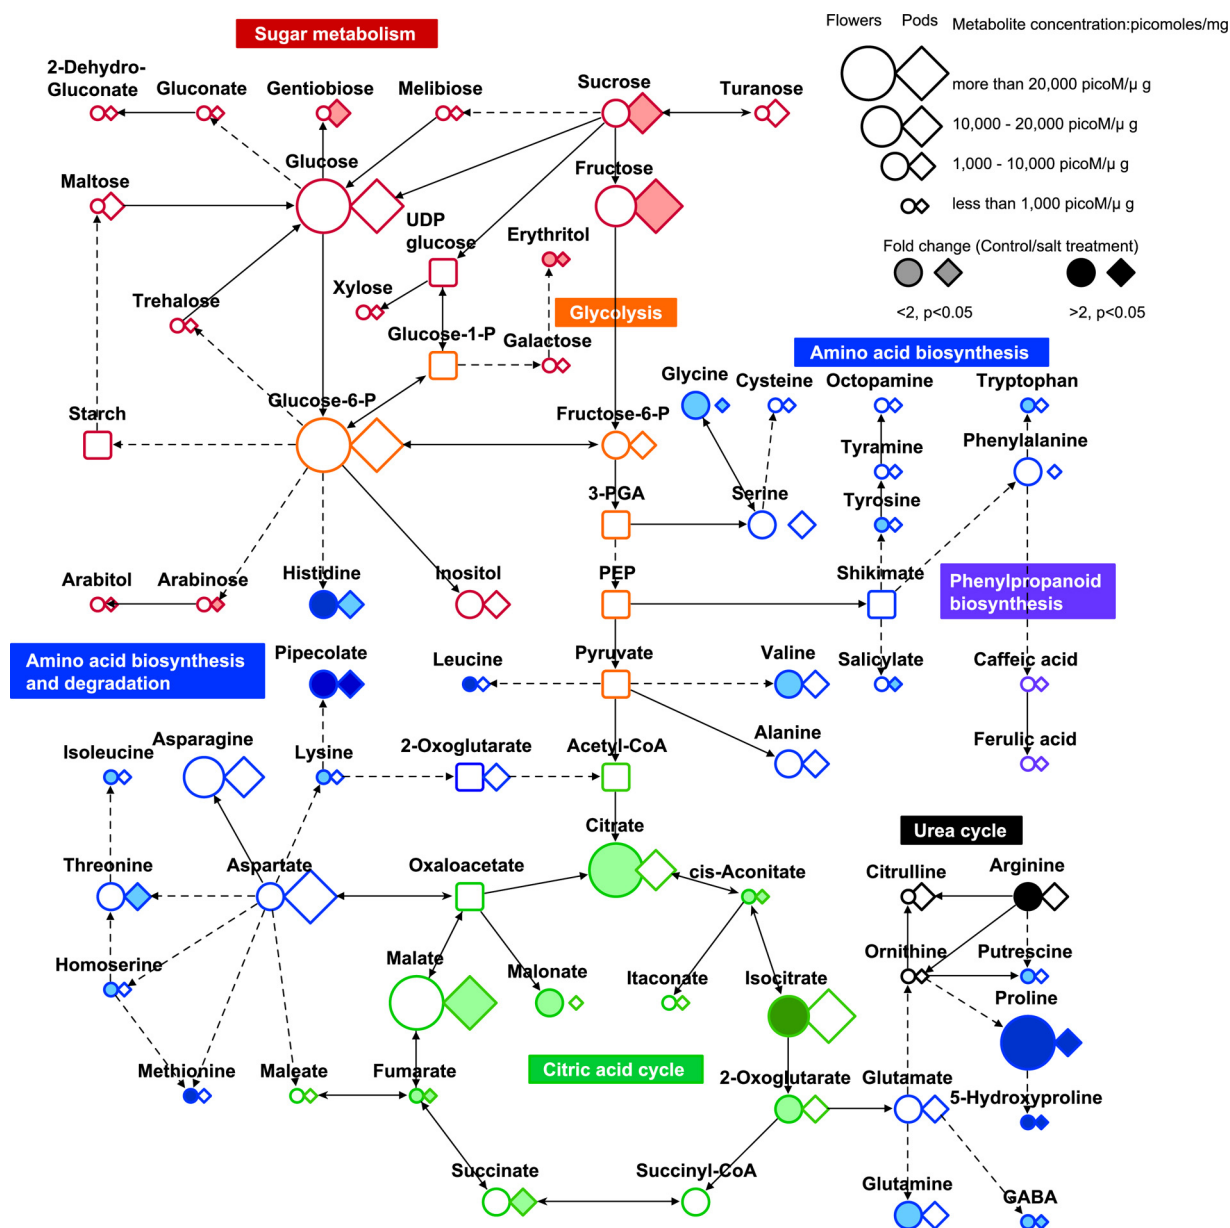 Flowers Pods Metabolite concentration:picomoles/mg
Sugar metabolism
more than 20,000 picoM/µ g
10,000 - 20,000 picoM/µ g
1,000 - 10,000 picoM/µ g
less than 1,000 picoM/µ g
Fold change (Control/salt treatment)
<2, p<0.05
>2, p<0.05
2-Dehydro-
Gluconate
Gluconate
Gentiobiose
Melibiose
Sucrose
Turanose
Glucose
Fructose
Maltose
UDP
glucose
Erythritol
Xylose
Trehalose
Glycolysis
Glucose-1-P
Galactose
Amino acid biosynthesis
Glycine
Cysteine
Octopamine
Tryptophan
Starch
Glucose-6-P
Fructose-6-P
Tyramine
Phenylalanine
3-PGA
Serine
Tyrosine
Arabitol
Arabinose
Histidine
Inositol
PEP
Shikimate
Phenylpropanoid
biosynthesis
Amino acid biosynthesis
and degradation
Pipecolate
Leucine
Pyruvate
Valine
Salicylate
Caffeic acid
Isoleucine
Asparagine
Lysine
2-Oxoglutarate
Acetyl-CoA
Alanine
Ferulic acid
Citrate
Urea cycle
Threonine
Aspartate
Oxaloacetate
cis-Aconitate
Citrulline
Arginine
Homoserine
Malate
Malonate
Itaconate
Isocitrate
Ornithine
Putrescine
Proline
Methionine
Maleate
Fumarate
Citric acid cycle
2-Oxoglutarate
Glutamate
5-Hydroxyproline
Succinate
Succinyl-CoA
Glutamine
GABA